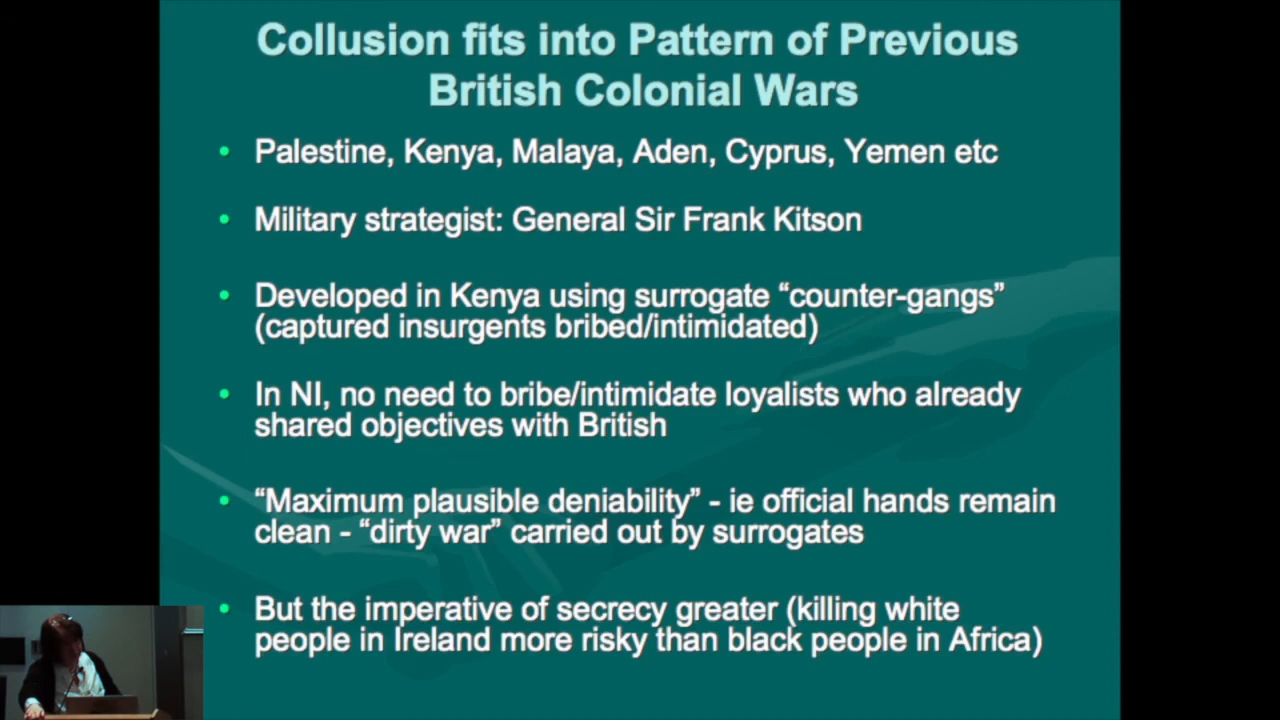 Collusion fits into Pattern of Previous
British Colonial Wars
• Palestine, Kenya, Malaya, Aden, Cyprus, Yemen etc
• Military strategist: General Sir Frank Kitson
• Developed in Kenya using surrogate “counter-gangs”
(captured insurgents bribed/intimidated)
• In NI, no need to bribe/intimidate loyalists who already
shared objectives with British
• “Maximum plausible deniability” - ie official hands remain
clean - “dirty war” carried out by surrogates
• But the imperative of secrecy greater (killing white
people in Ireland more risky than black people in Africa)